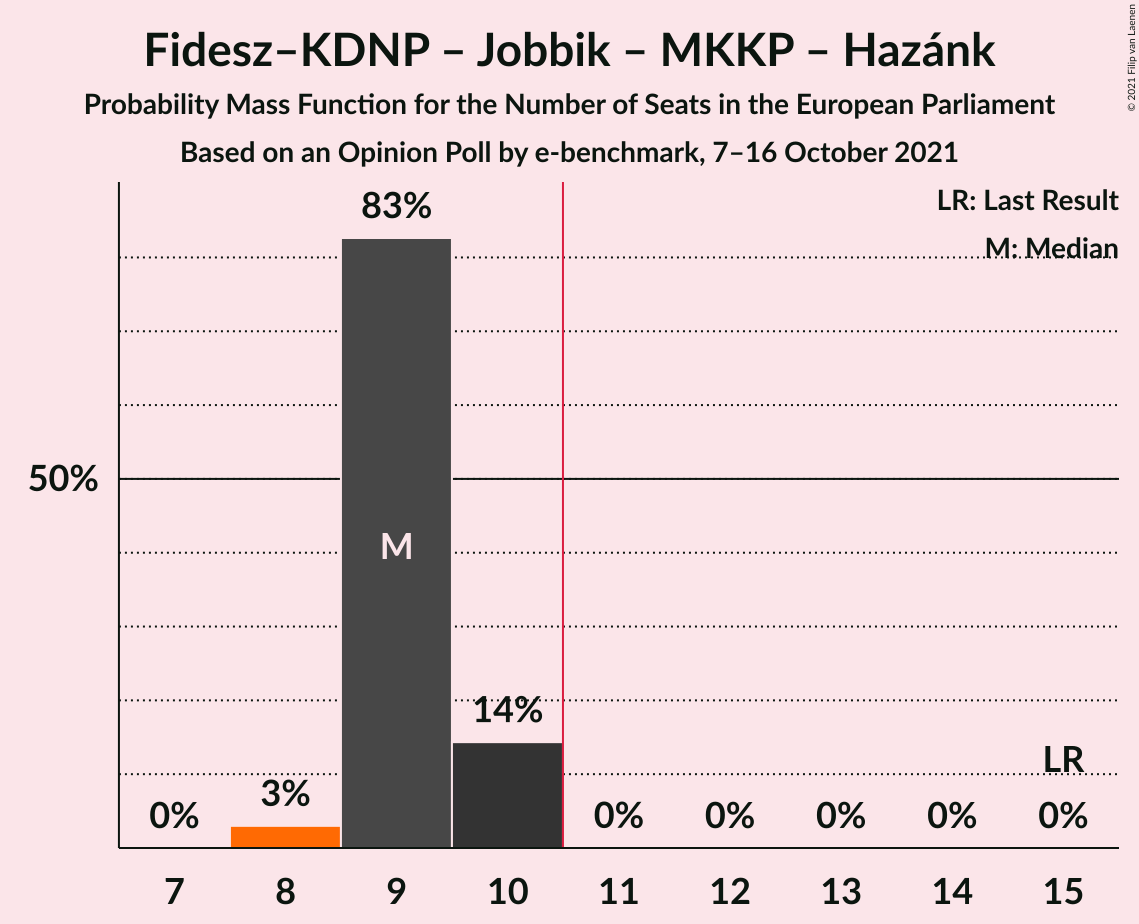 Fidesz–KDNP – Jobbik – MKKP – Hazánk
Probability Mass Function for the Number of Seats in the European Parliament
Based on an Opinion Poll by e-benchmark, 7–16 October 2021
© 2021 Filip van Laenen
LR: Last Result
M: Median
83%
50%
M
14%
LR
3%
0%
0%
0%
0%
0%
0%
7 8 9 10 11 12 13 14 15